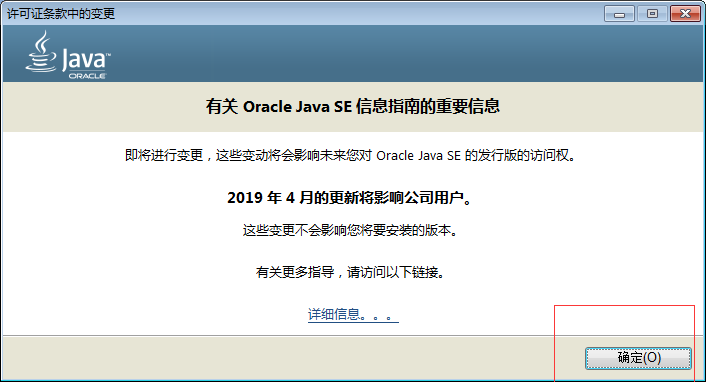 许可证条款中的变更
Java™
ORACLE
有关 Oracle Java SE 信息指南的重要信息
即将进行变更，这些变动将会影响未来您对 Oracle Java SE 的发行版的访问权。
2019 年 4 月的更新将影响公司用户。
这些变更不会影响您将要安装的版本。
有关更多指导，请访问以下链接。
详细信息。。。
确定(O)